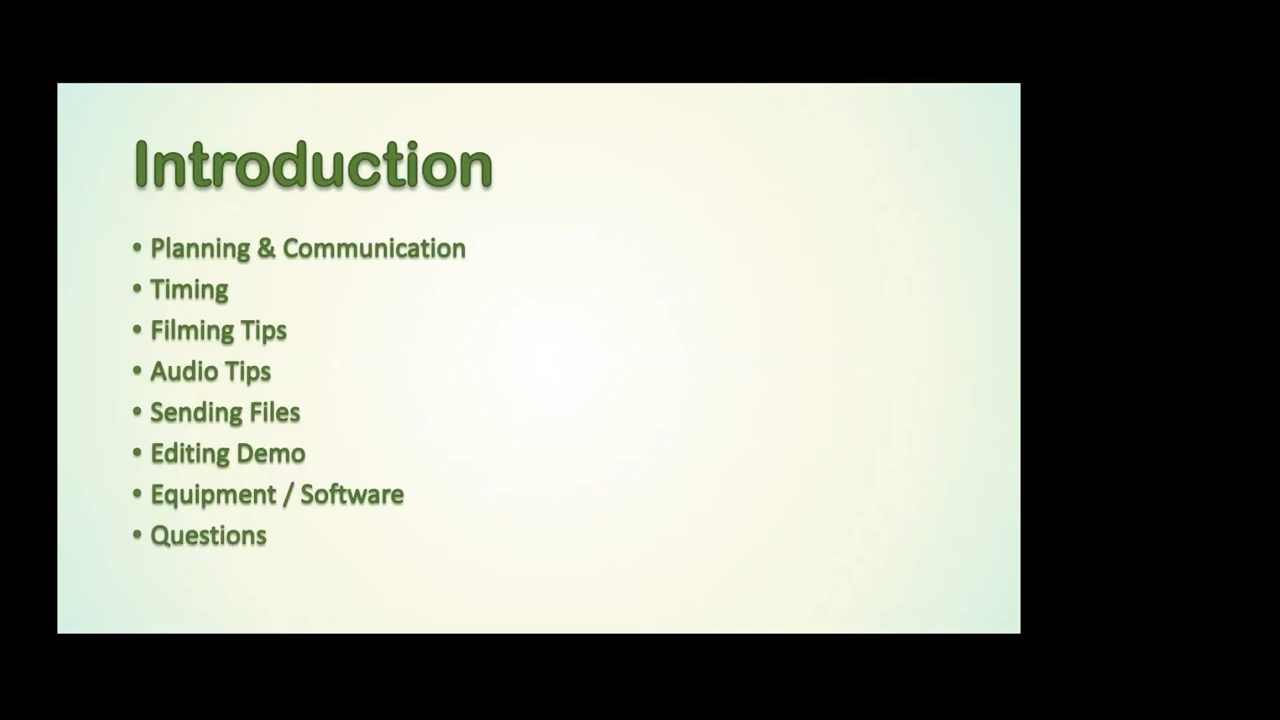 Introduction
• Planning & Communication
• Timing
• Filming Tips
• Audio Tips
• Sending Files
• Editing Demo
• Equipment / Software
• Questions